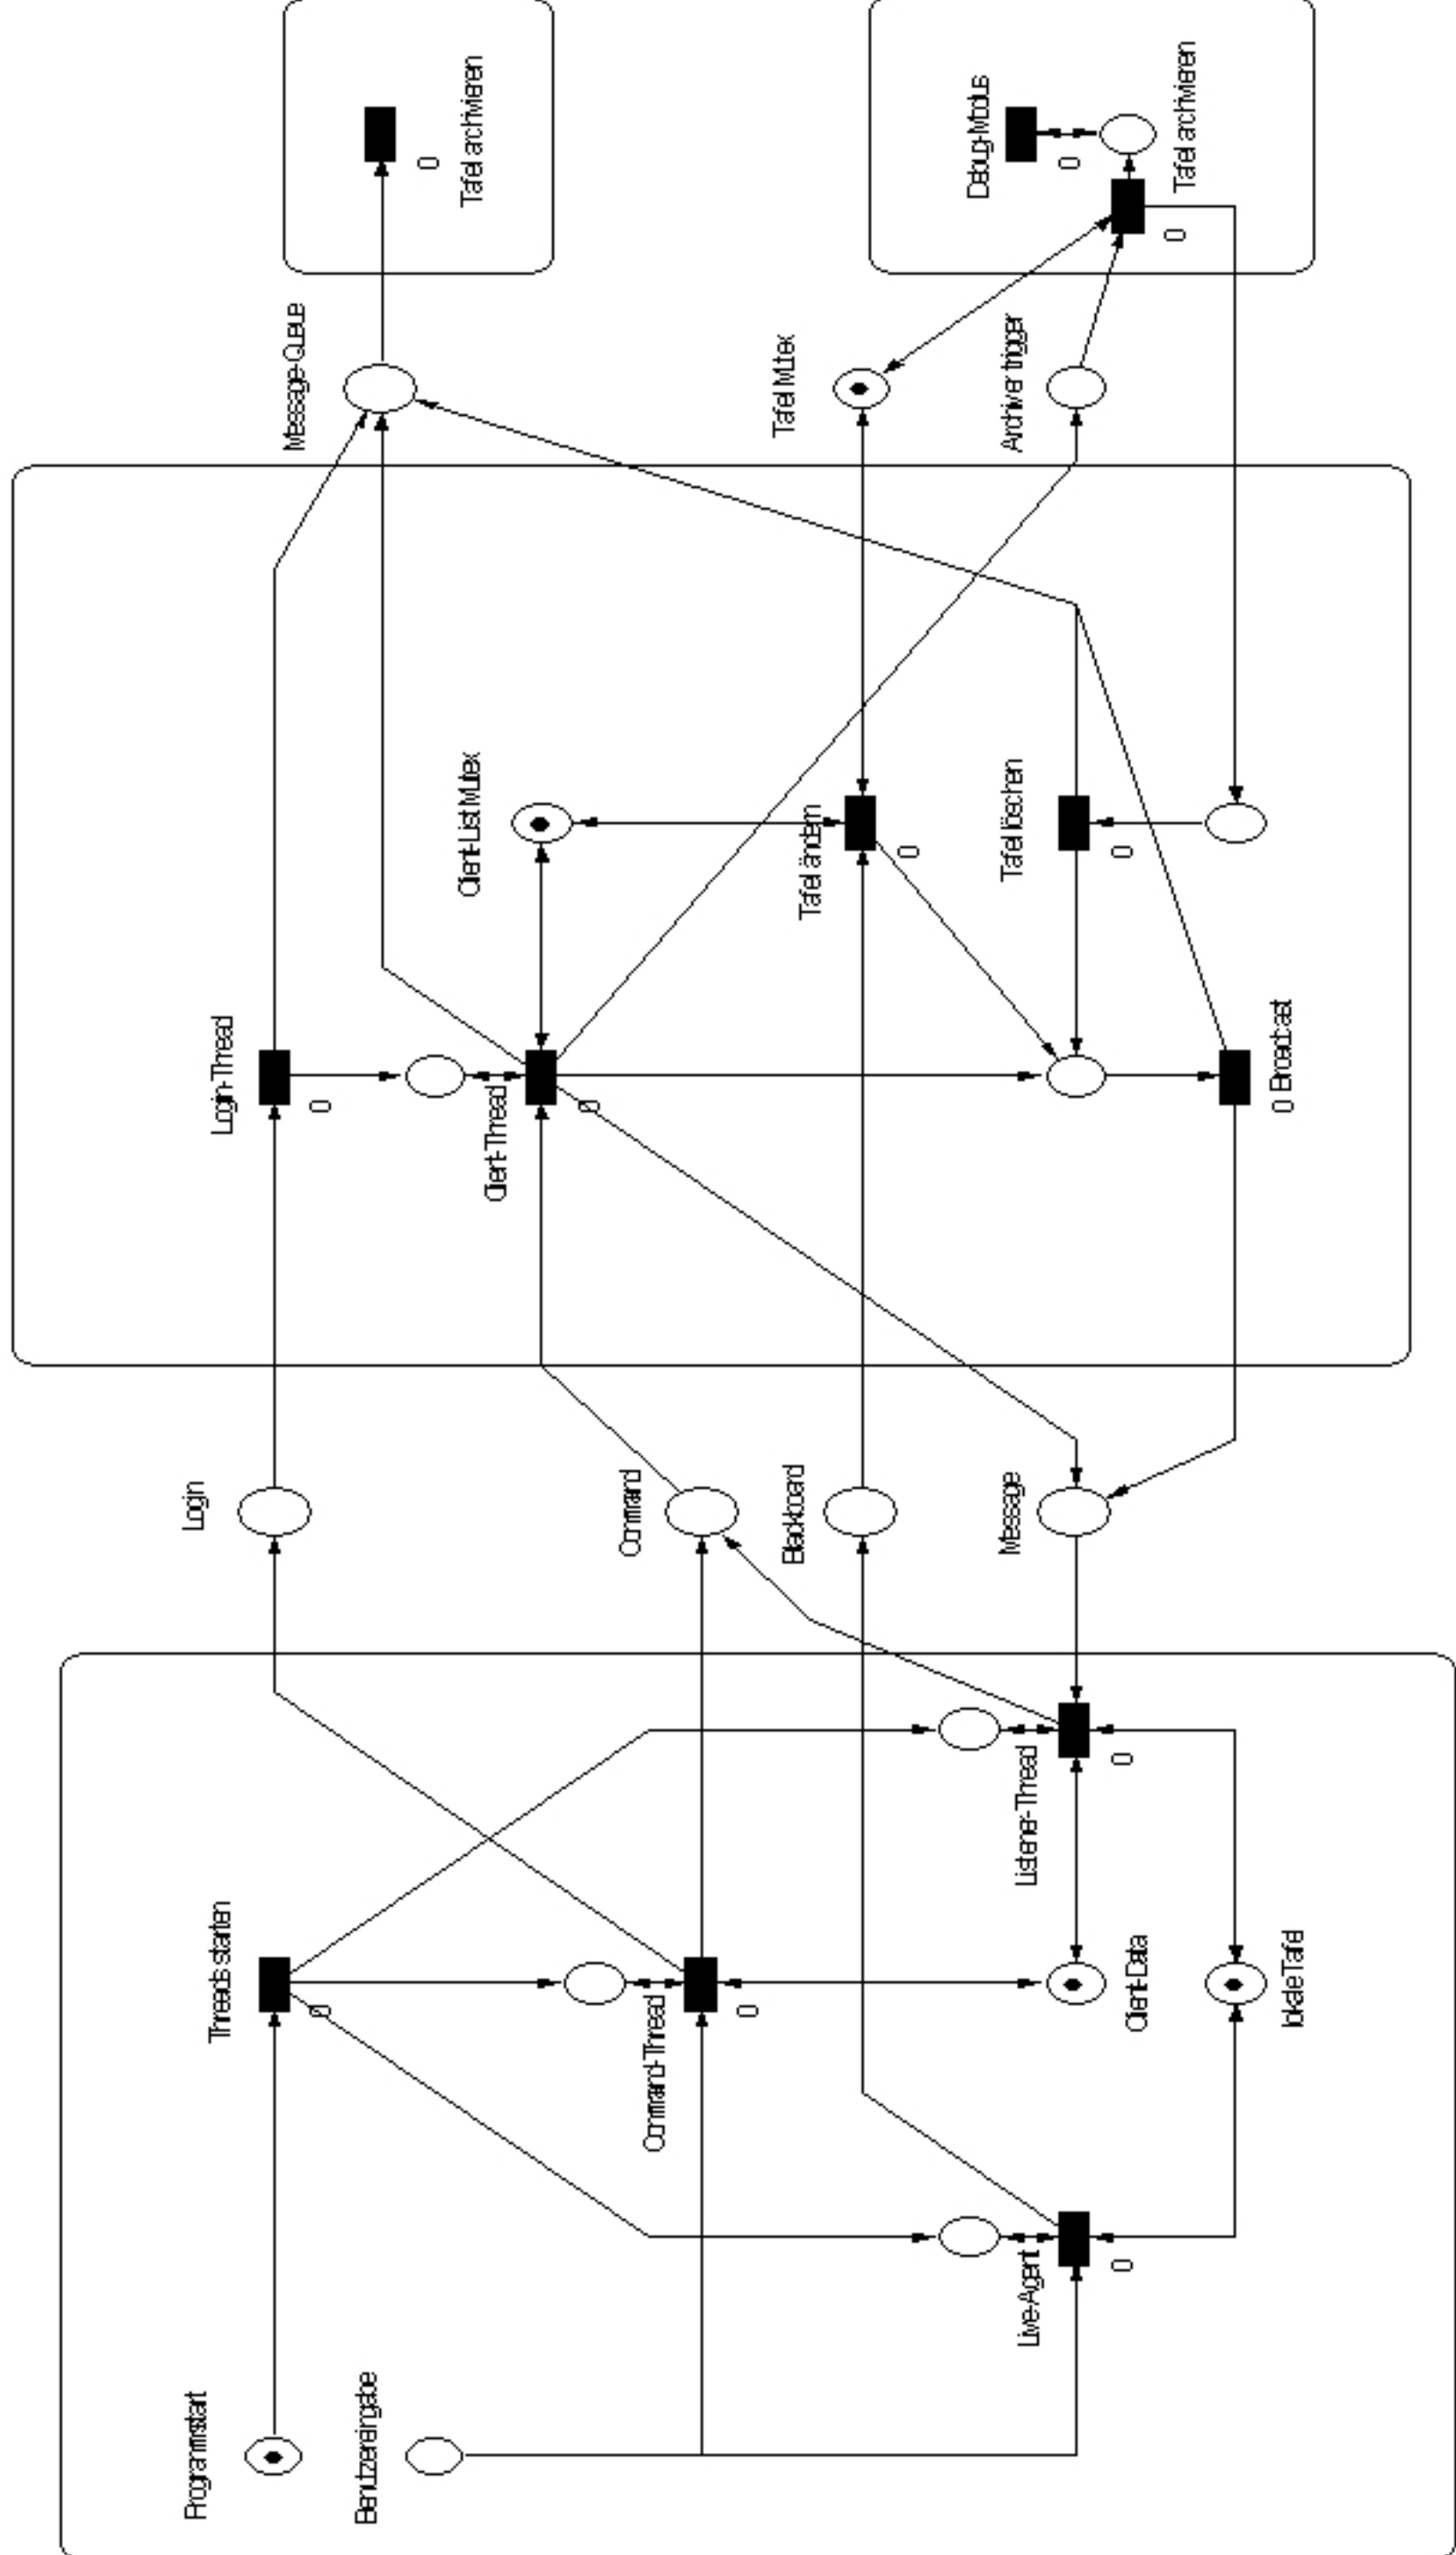 Programmstart
Benutzereingabe
Threads starten
0
Command-Thread
0
Live-Agent
0
Listener-Thread
0
Client-Data
lokale Tafel
Login
Command
Blackboard
Message
Login-Thread
0
Client-Thread
0
Client-List Mutex
Tafel ändern
0
Tafel löschen
0
0 Broadcast
Message-Queue
Tafel Mutex
Archiver trigger
0
Tafel archivieren
Debug-Modus
0
Tafel archivieren
0